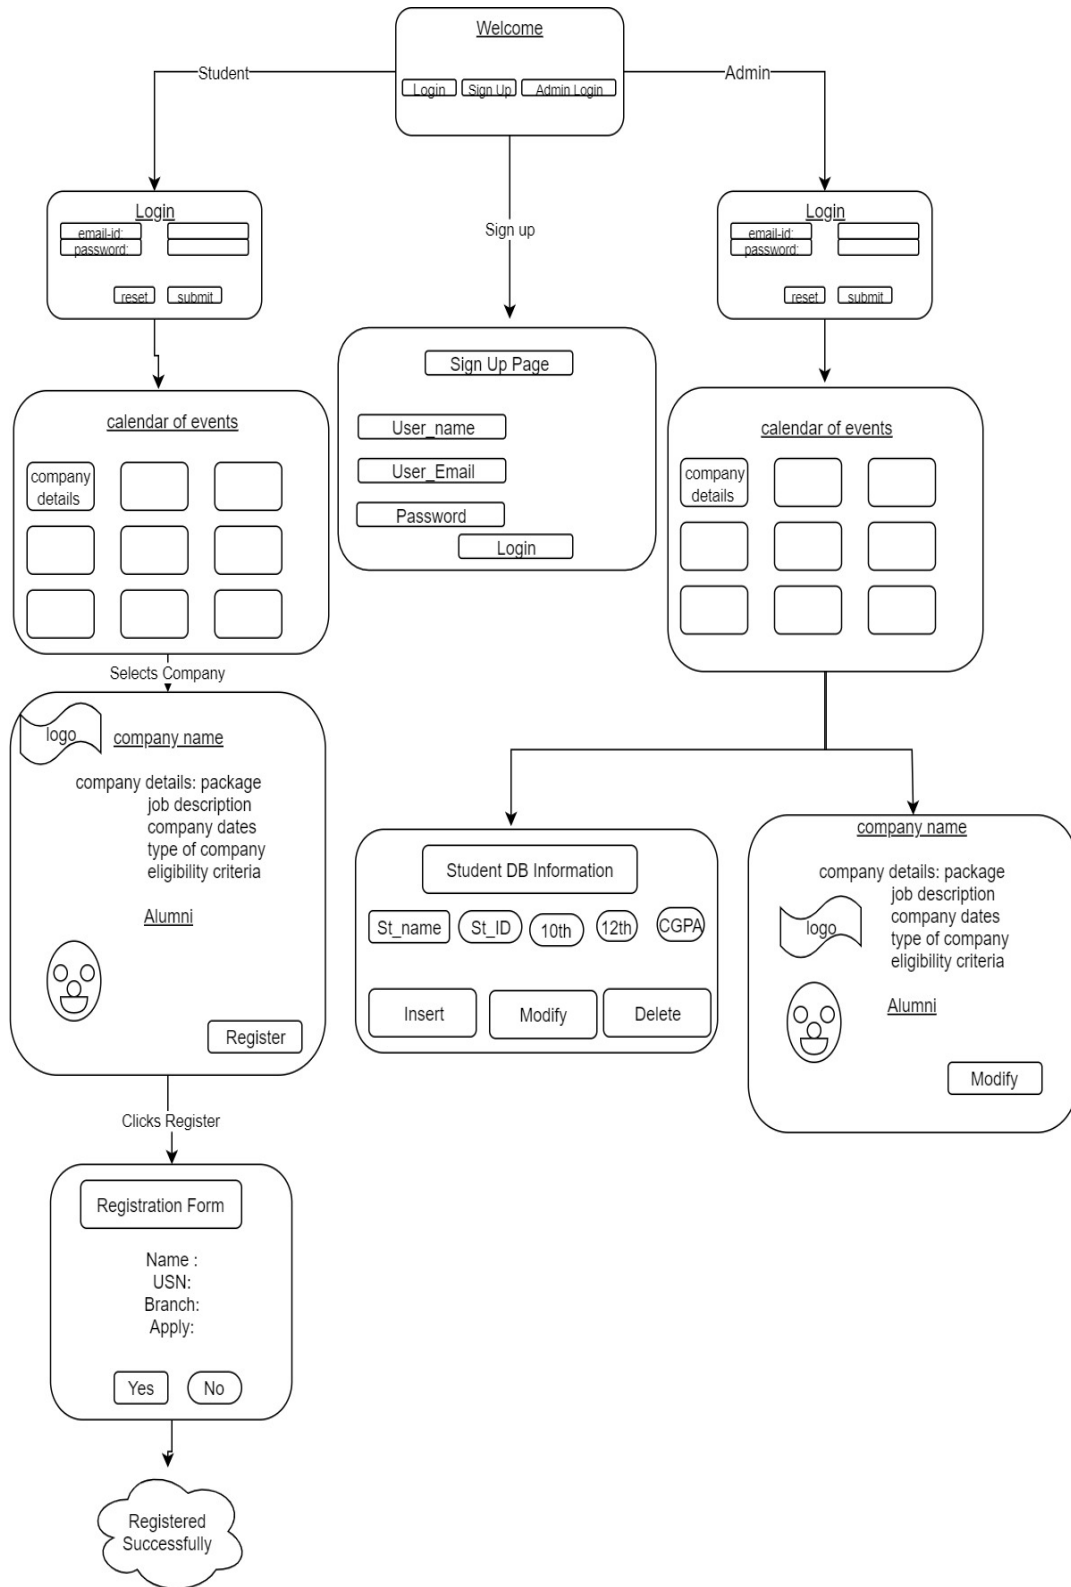 Welcome
Student
Admin
Login
Sign Up
Admin Login
Login
email-id:
password:
reset
submit
Sign up
Login
email-id:
password:
reset
submit
Sign Up Page
User_name
User_Email
Password
Login
calendar of events
company
details
calendar of events
company
details
Selects Company
logo
company name
company details: package
job description
company dates
type of company
eligibility criteria
Alumni
Register
Student DB Information
St_name
St_ID
10th
12th
CGPA
Insert
Modify
Delete
company name
company details: package
job description
company dates
type of company
eligibility criteria
logo
Alumni
Modify
Clicks Register
Registration Form
Name :
USN:
Branch:
Apply:
Yes
No
Registered
Successfully